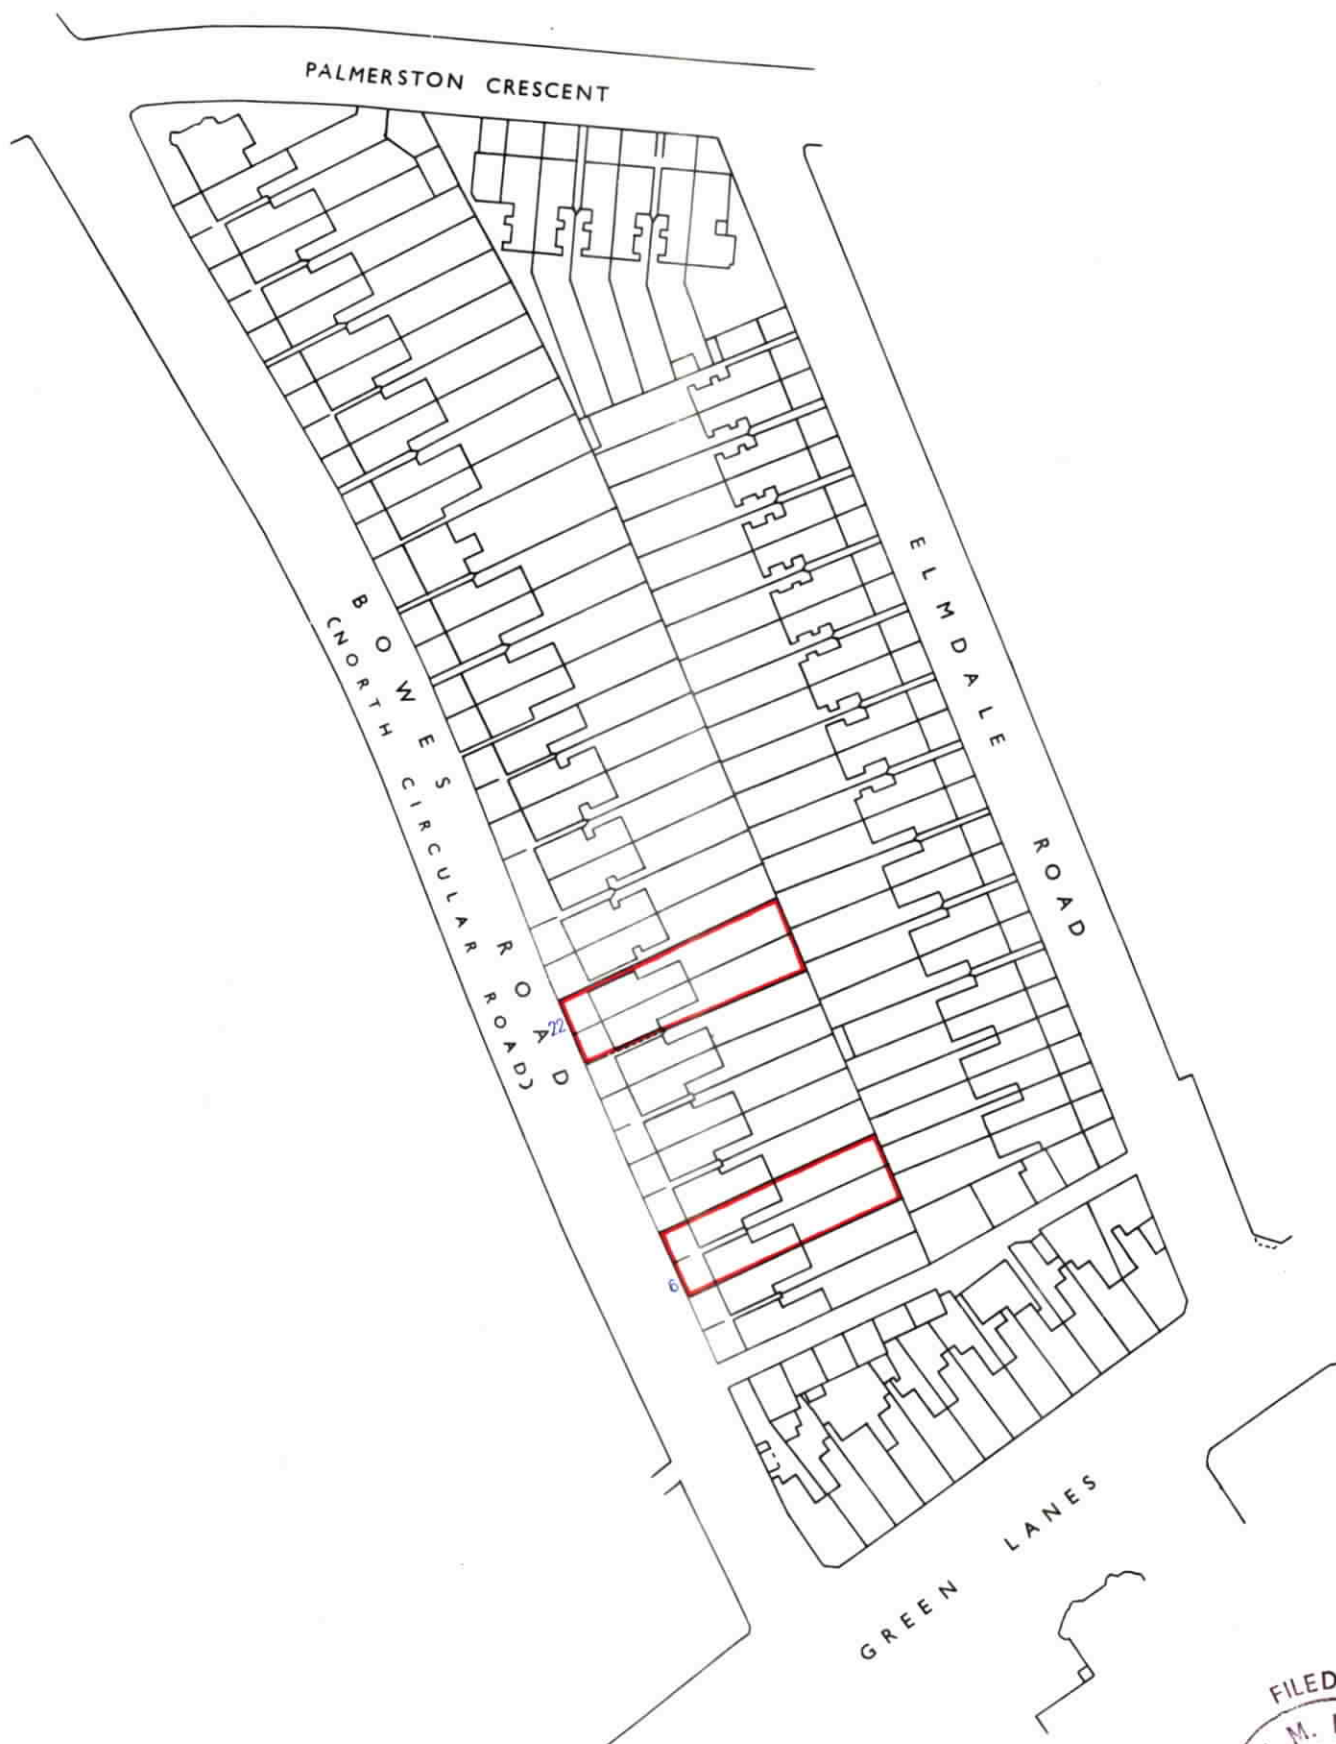 PALMERSTON CRESCENT
ELMDALE ROAD
BOWES ROAD
(NORTH CIRCULAR ROAD)
22
6
GREEN LANES
FILED
M.